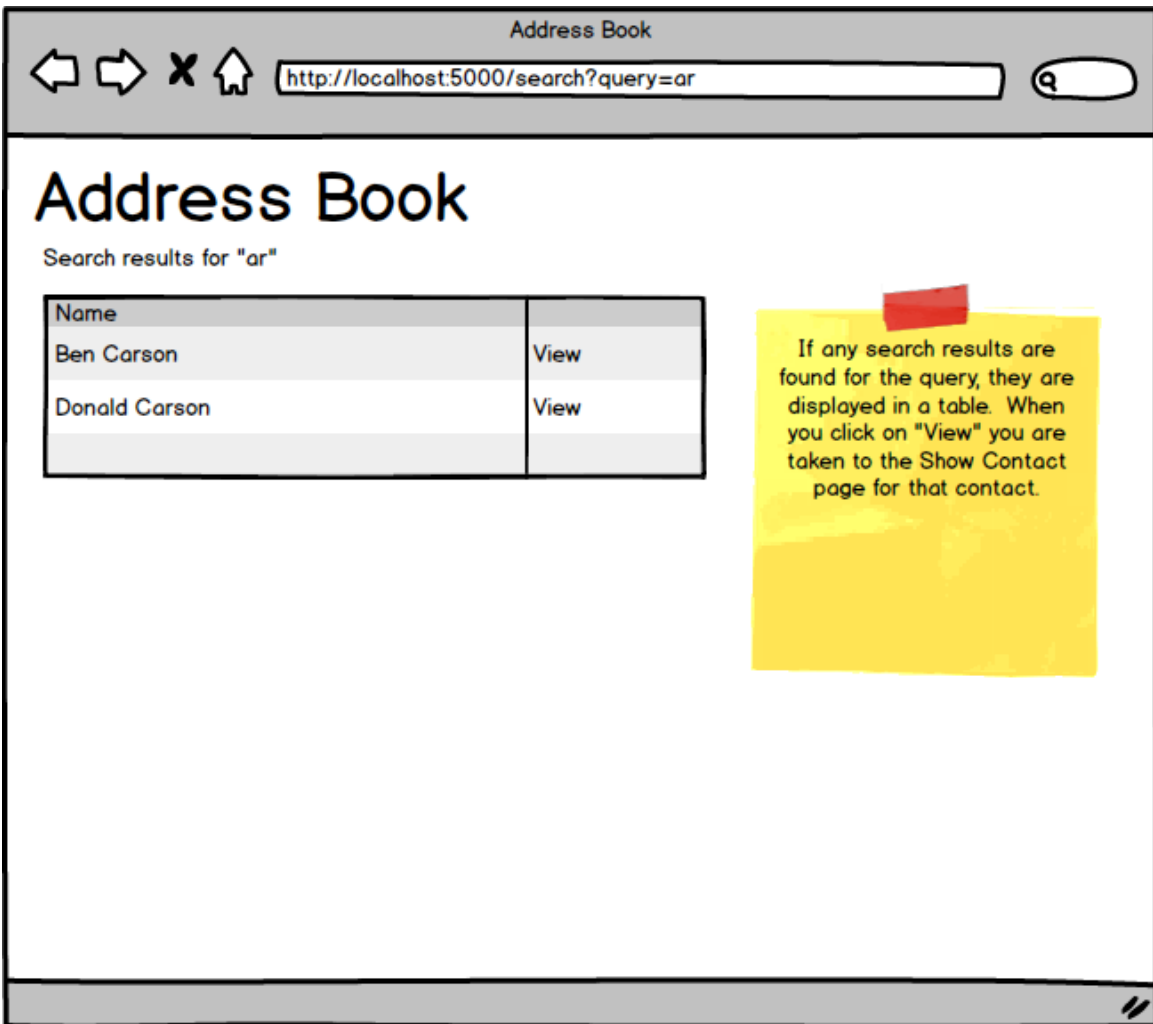 Address Book
http://localhost:5000/search?query=ar
Address Book
Search results for "ar"
Name
Ben Carson View
Donald Carson View
If any search results are
found for the query, they are
displayed in a table. When
you click on "View" you are
taken to the Show Contact
page for that contact.